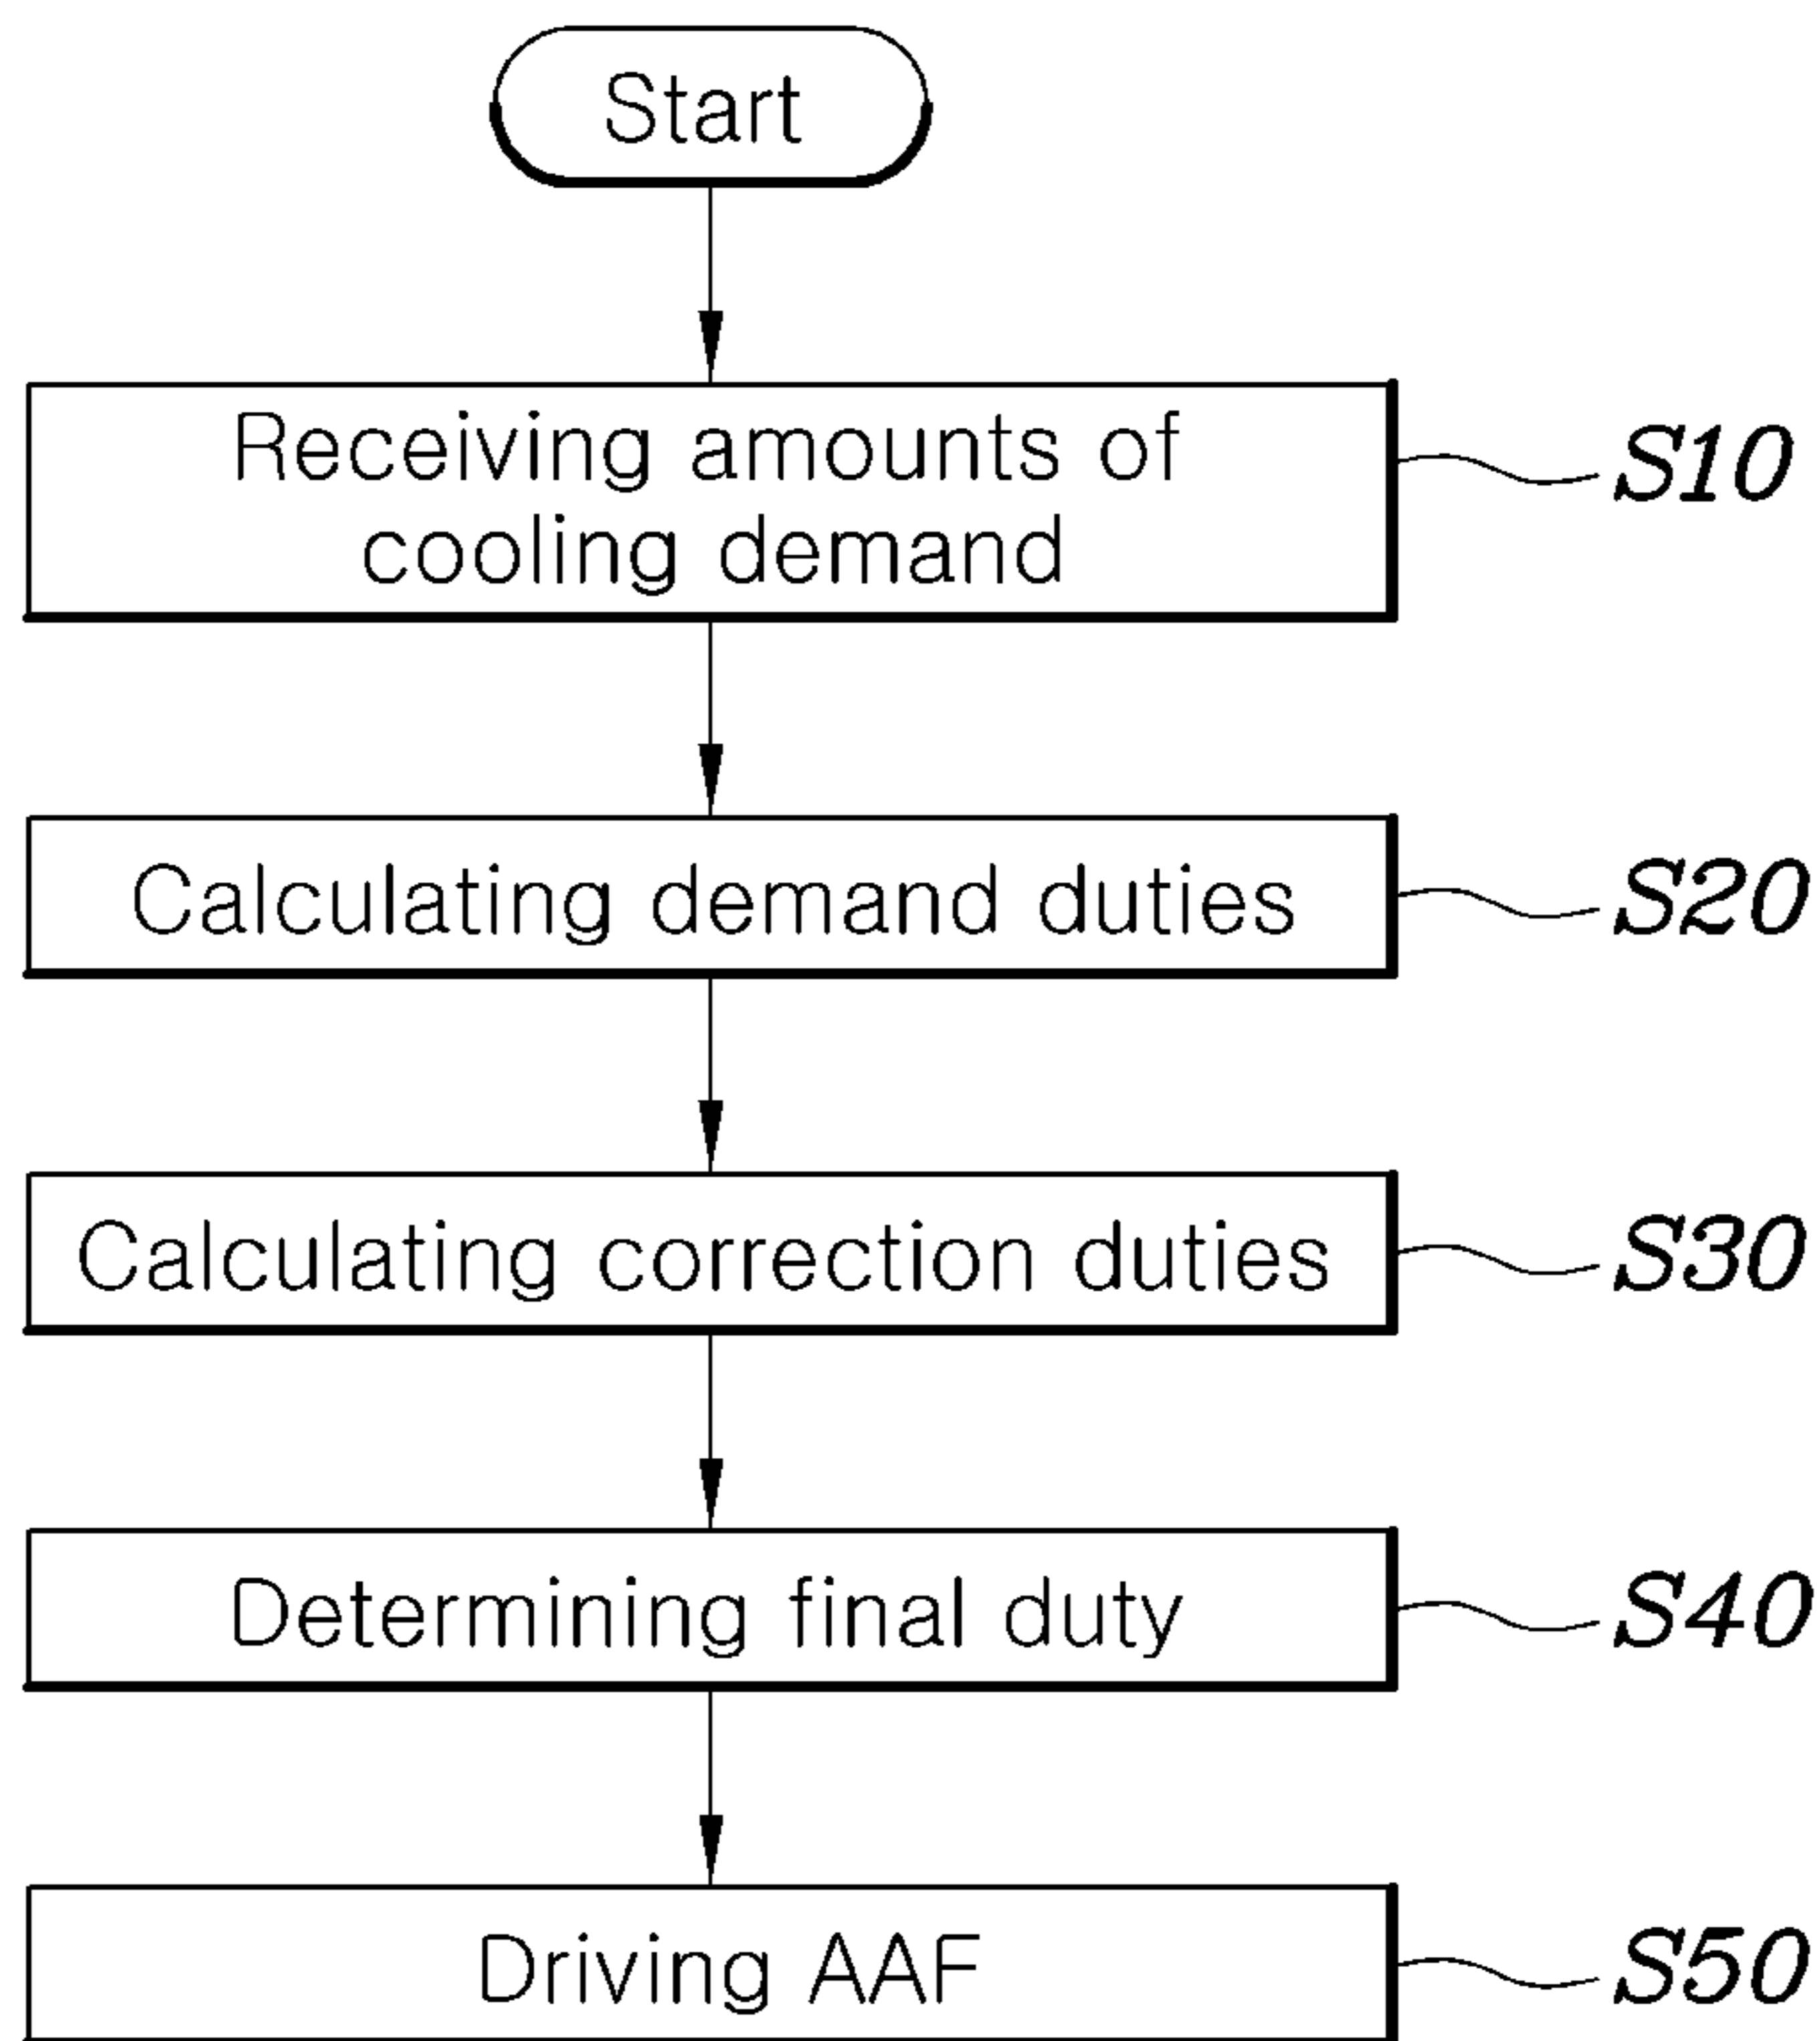 Start
Receiving amounts of
cooling demand
S10
Calculating demand duties
S20
Calculating correction duties
S30
Determining final duty
S40
Driving AAF
S50